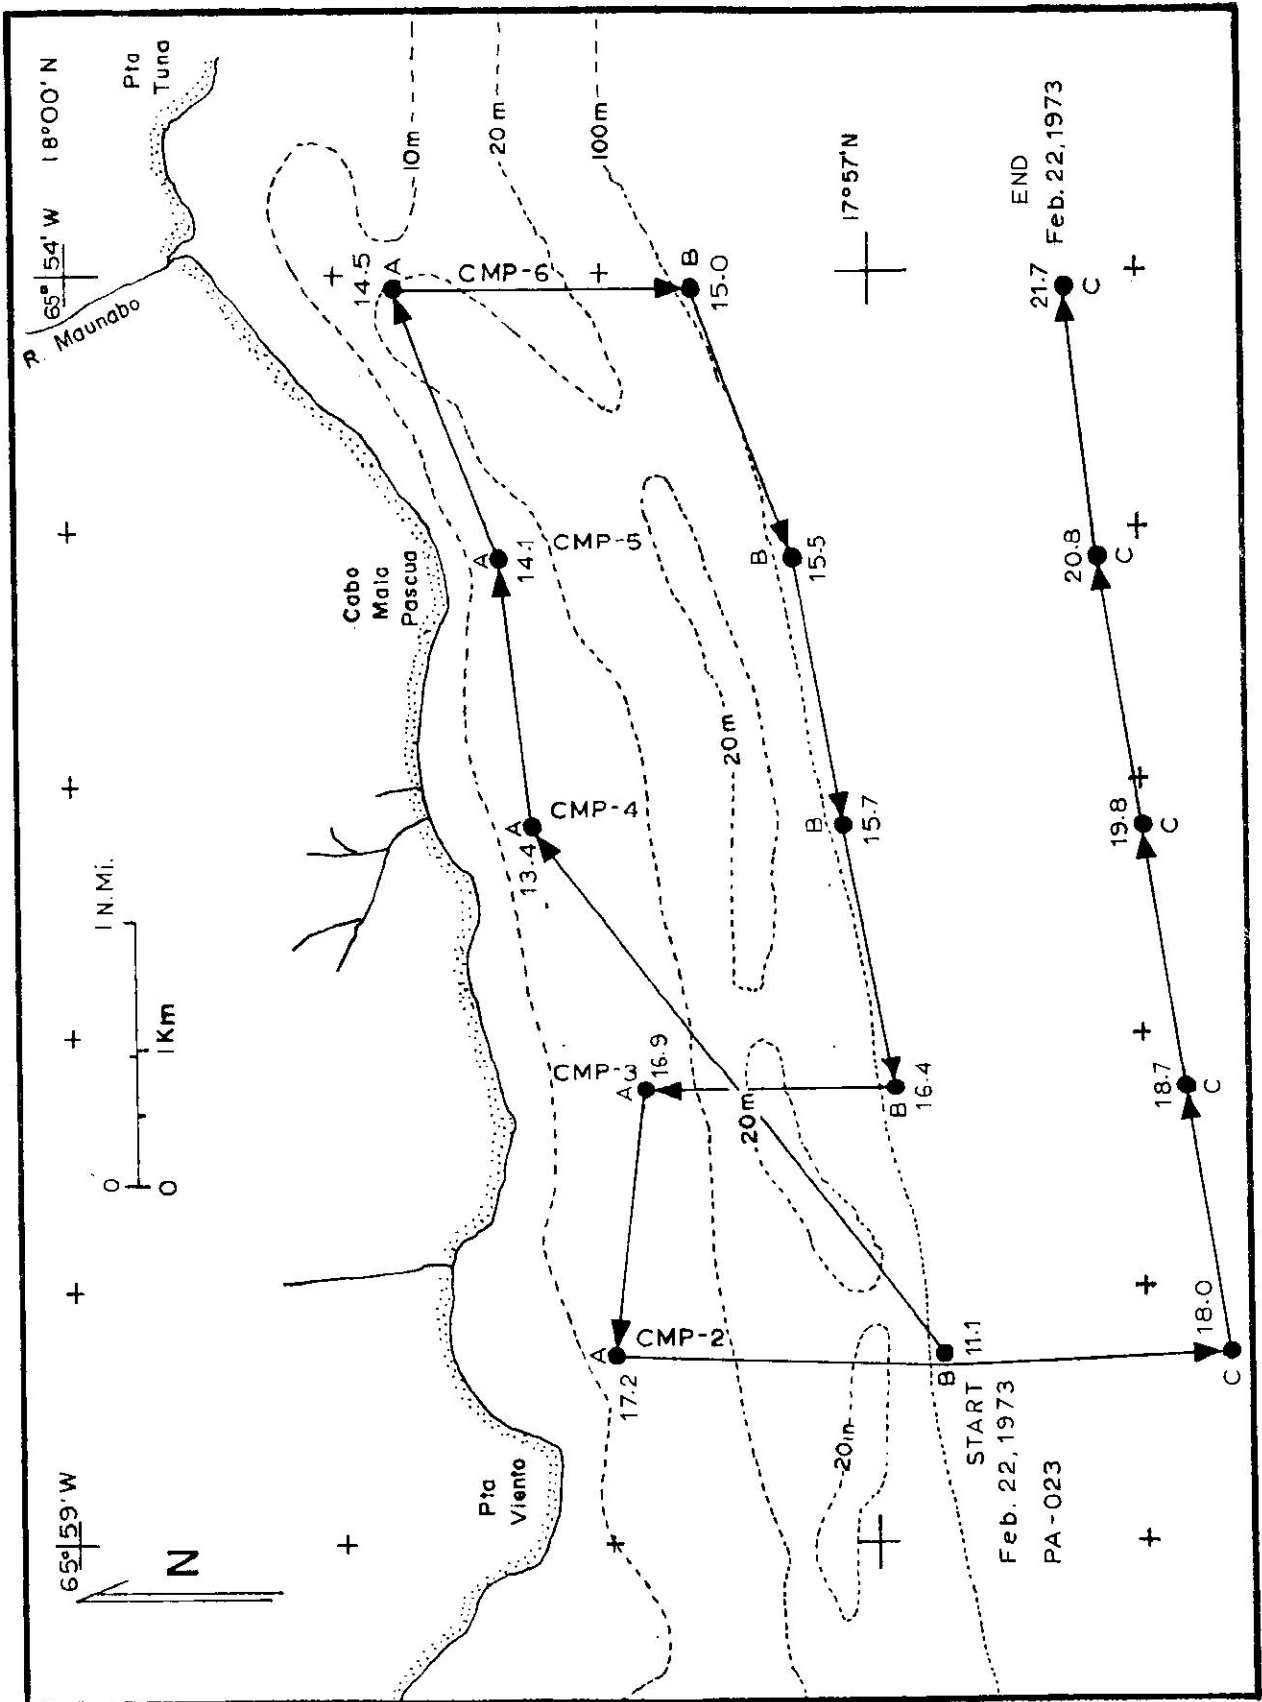 65° 59' W
65° 54' W 18°00' N
N
0
1 N.Mi.
0
1Km
R. Maunabo
Pta
Tuna
Pta
Viento
Cabo
Mala
Pascua
10m
20m
100m
A
14.5
CMP-6
B
15.0
17°57'N
A
14.1
CMP-5
B
15.5
A
13.4
CMP-4
B
15.7
20m
A
16.9
CMP-3
B
16.4
20m
A
17.2
CMP-2
B
11.1
20m
START
Feb. 22, 1973
PA-023
C
18.0
C
18.7
C
19.8
C
20.8
C
21.7
END
Feb. 22, 1973